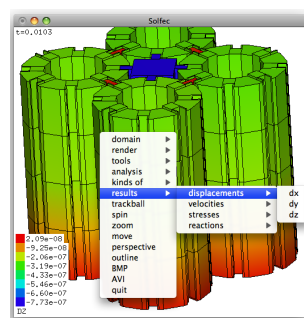 Solfec
t=0.0103
domain
render
tools
analysis
kinds of
results
trackball
spin
zoom
move
perspective
outline
BMP
AVI
quit
displacements
velocities
stresses
reactions
dx
dy
dz
2.09e-08
-9.25e-08
-2.06e-07
-3.19e-07
-4.33e-07
-5.46e-07
-6.60e-07
-7.73e-07
DZ